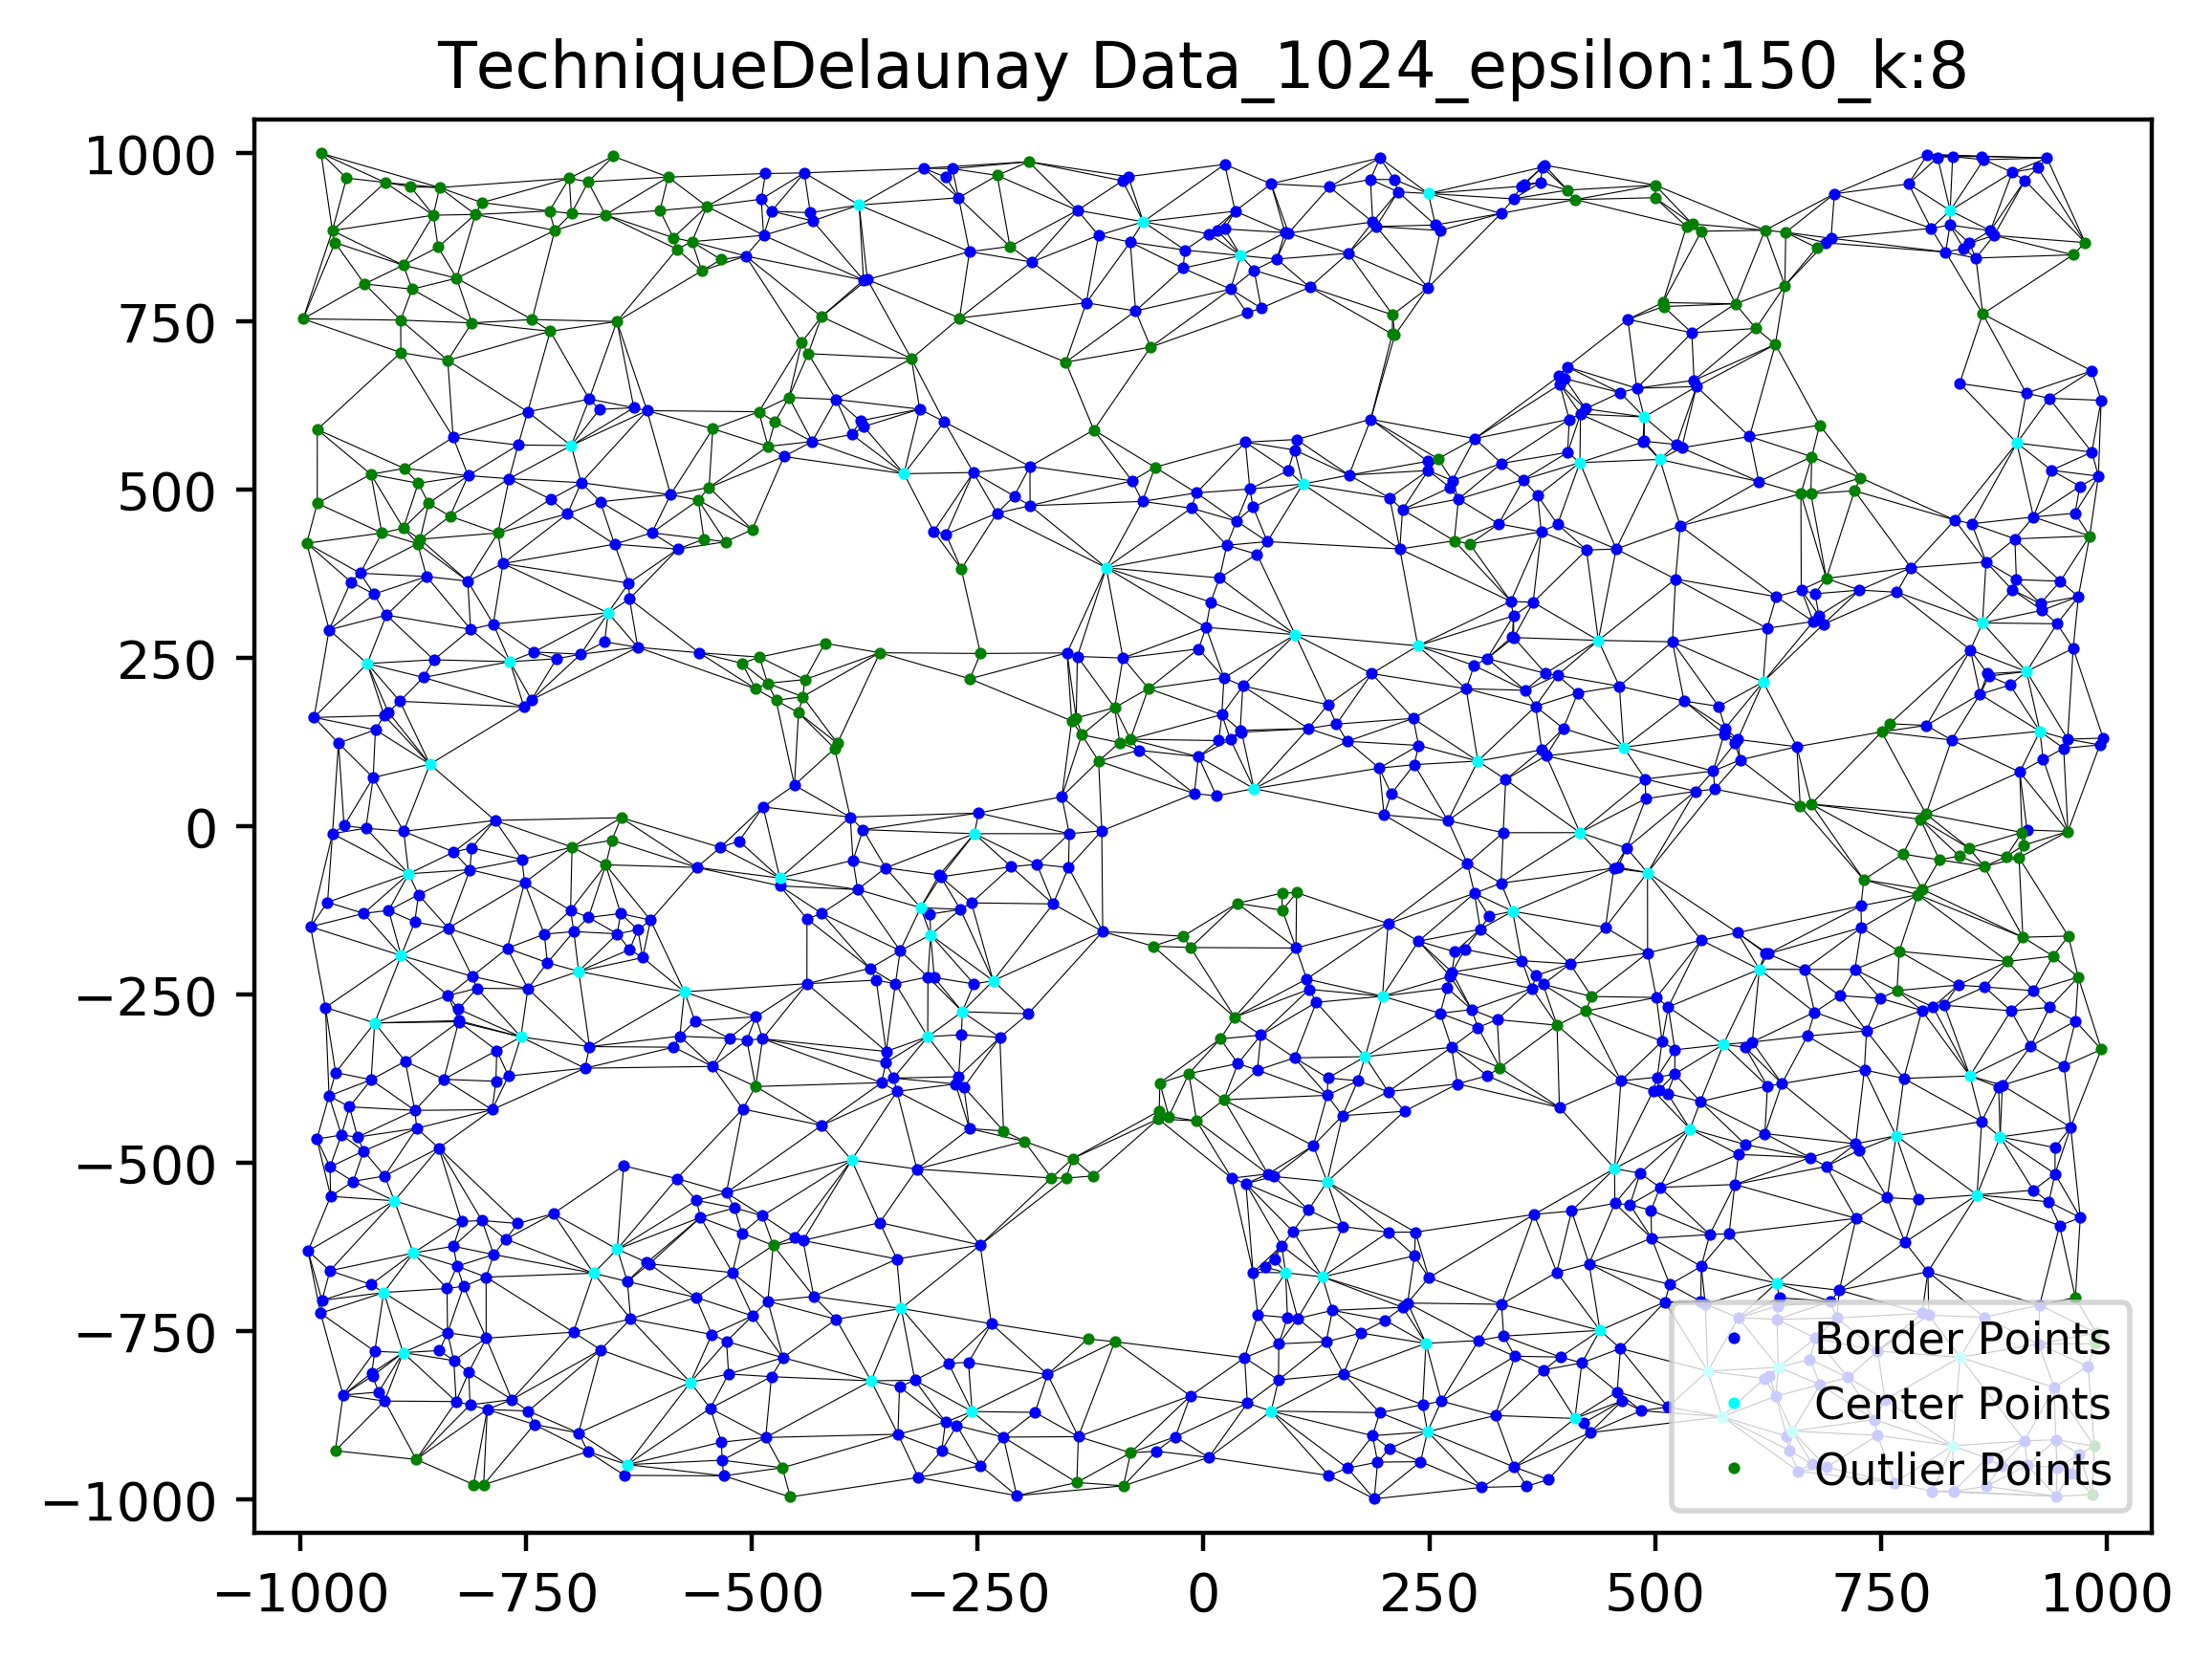 TechniqueDelaunay Data_1024_epsilon:150_k:8
1000
750
500
250
0
−250
−500
−750
−1000
−1000 −750 −500 −250 0 250 500 750 1000
Border Points
Center Points
Outlier Points